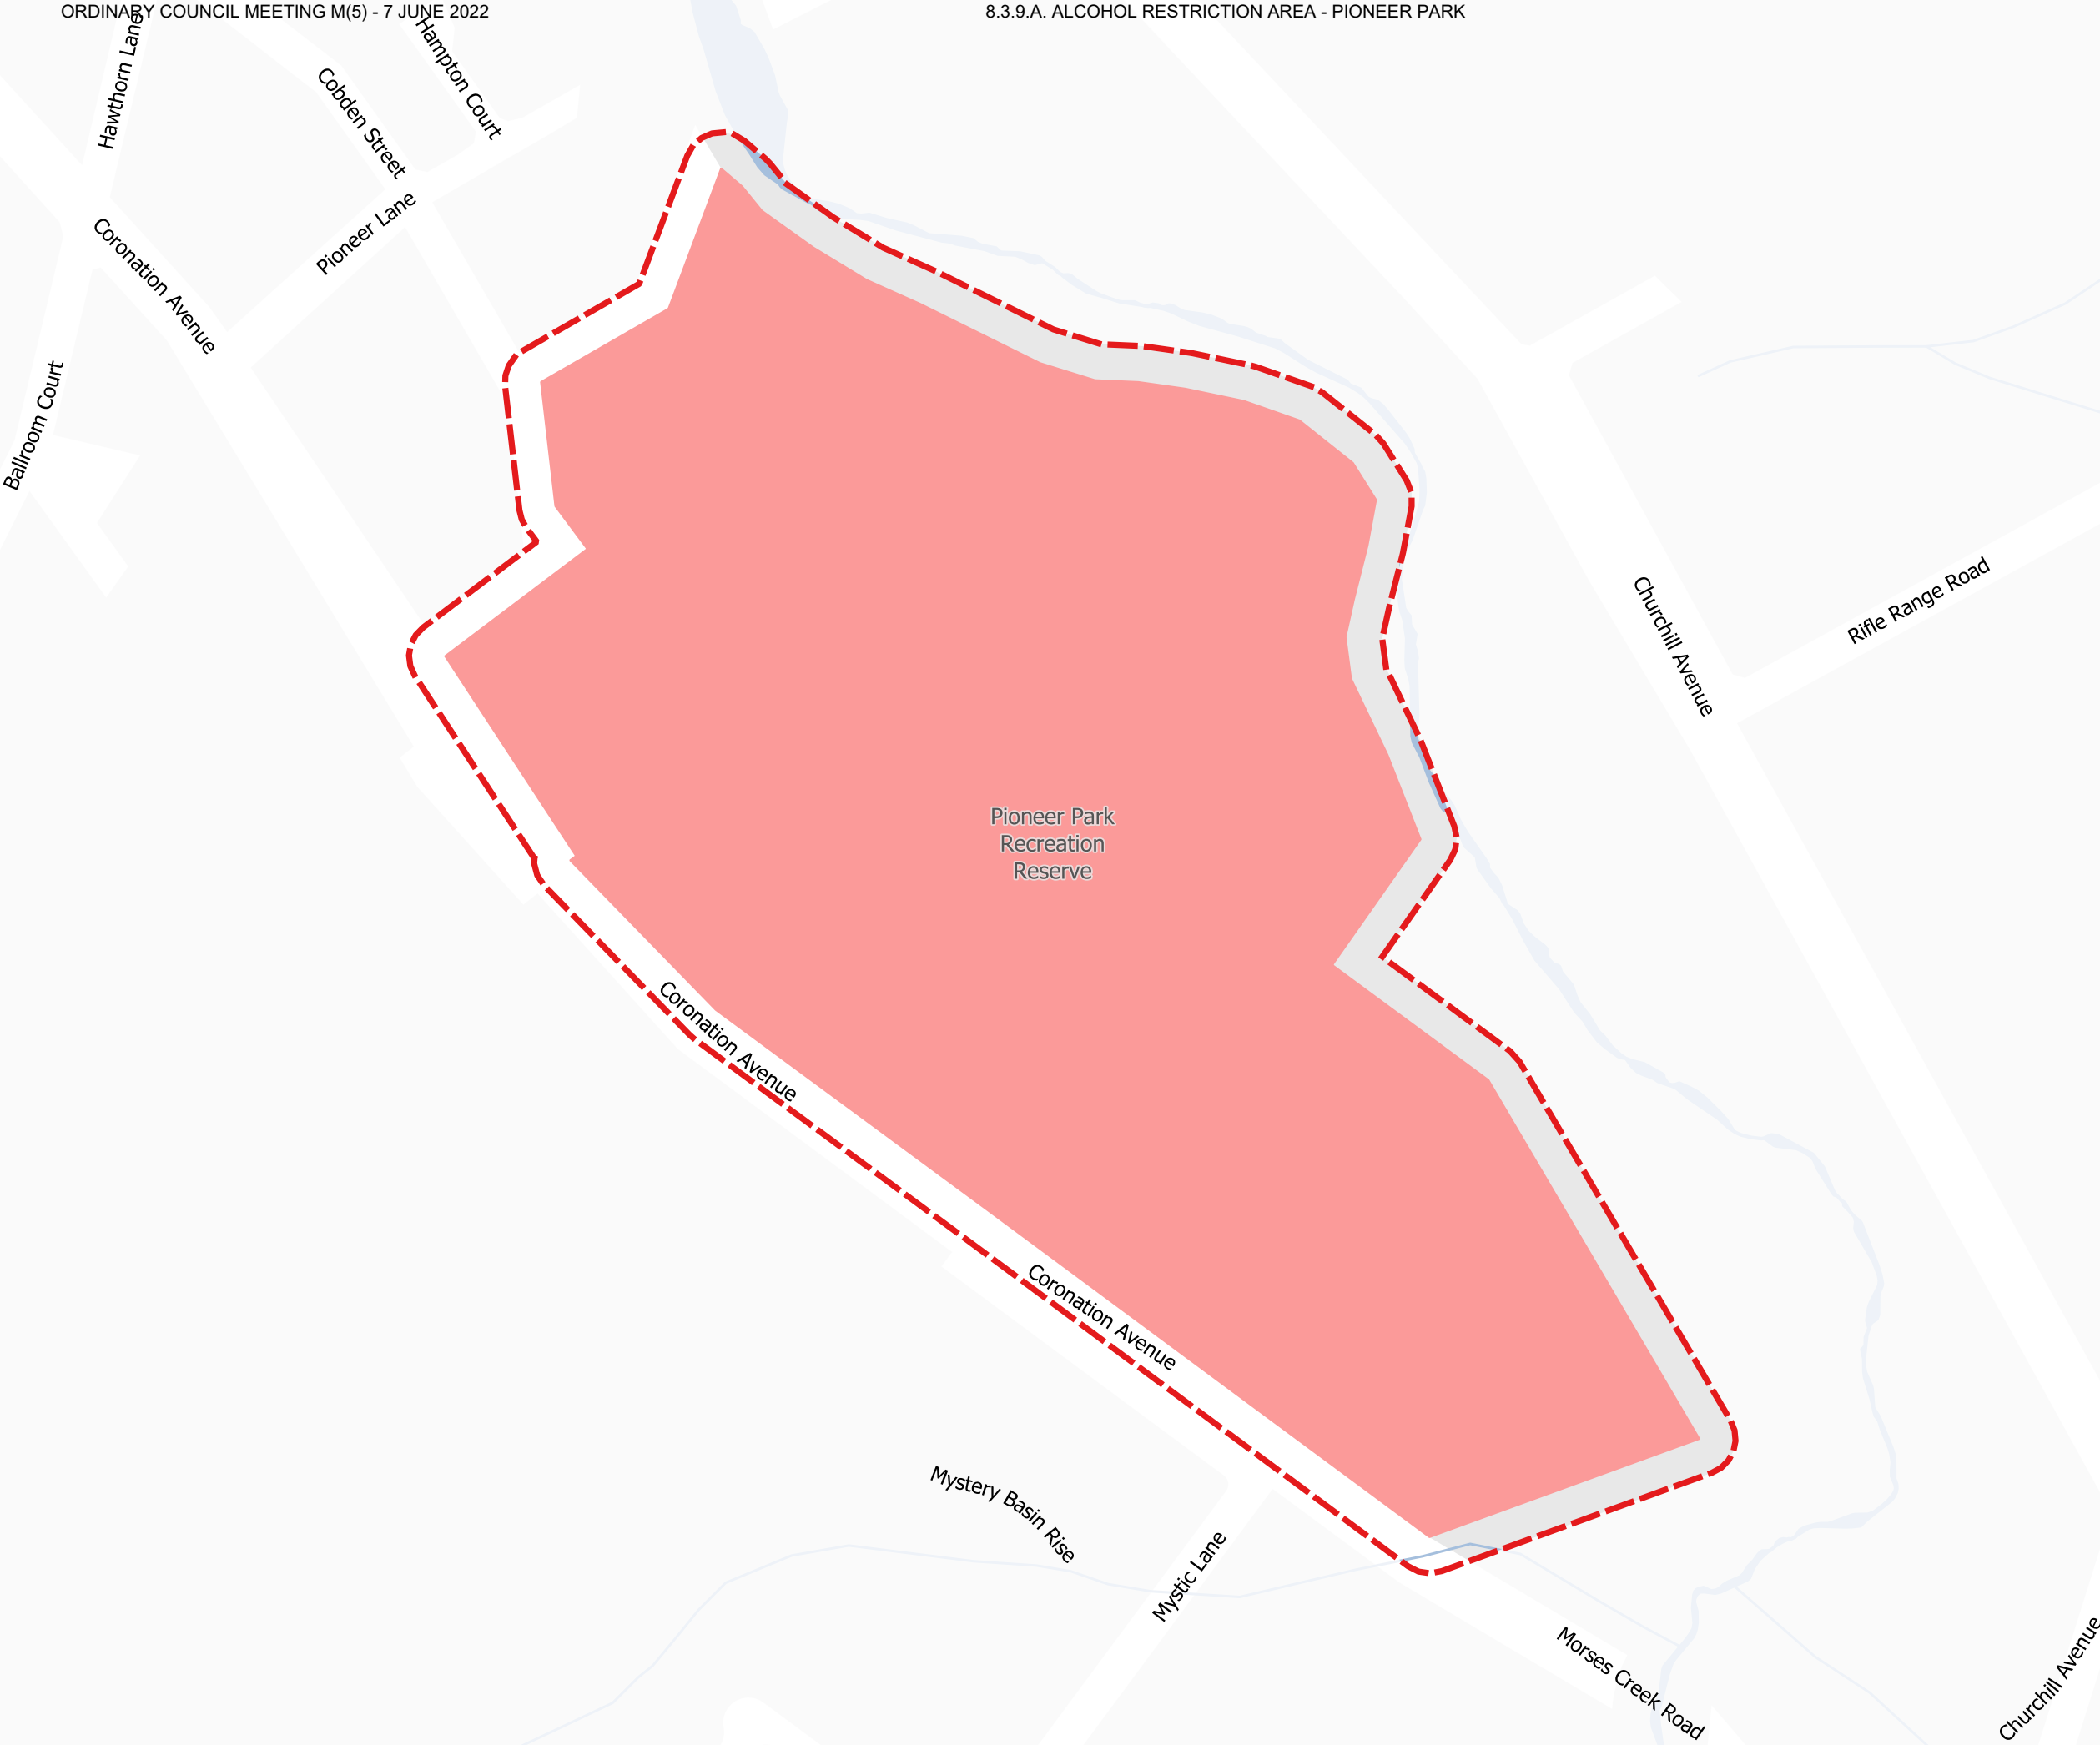 ORDINARY COUNCIL MEETING M(5) - 7 JUNE 2022
8.3.9.A. ALCOHOL RESTRICTION AREA - PIONEER PARK
Hawthorn Lane
Cobden Street
Hampton Court
Pioneer Lane
Coronation Avenue
Ballroom Court
Churchill Avenue
Rifle Range Road
Pioneer Park
Recreation
Reserve
Coronation Avenue
Coronation Avenue
Mystery Basin Rise
Mystic Lane
Morses Creek Road
Churchill Avenue